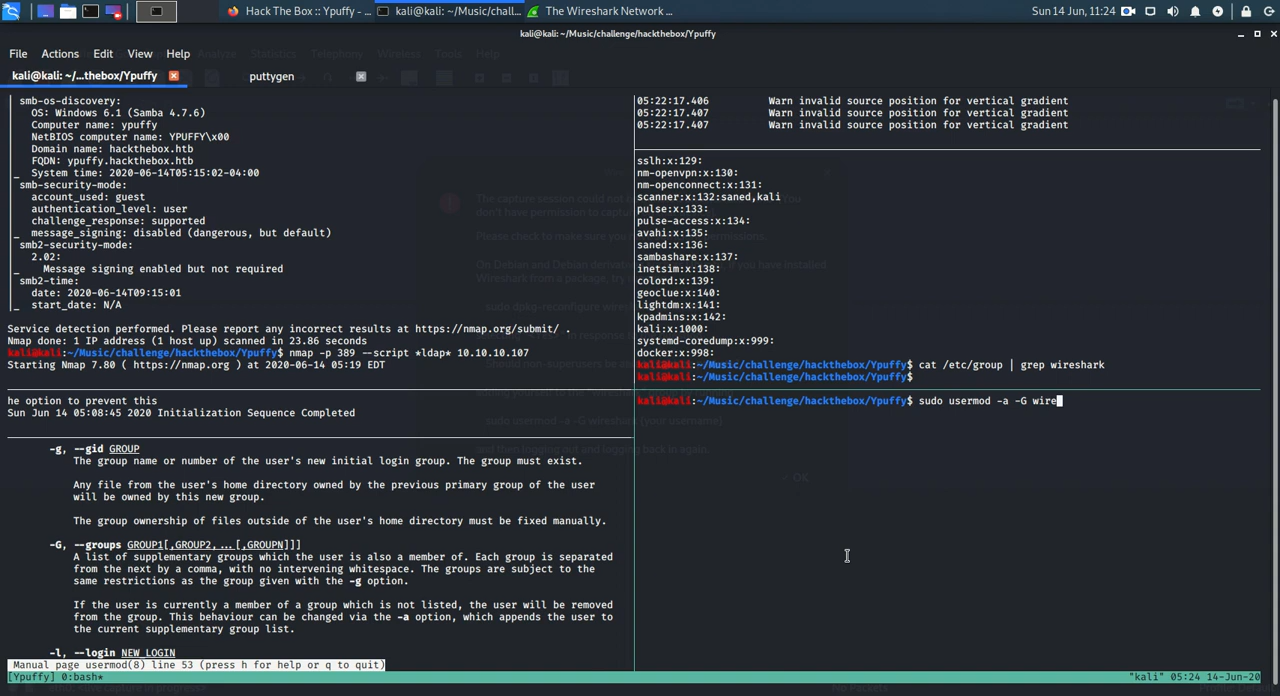 Hack The Box :: Ypuffy - ...
kali@kali: ~/Music/chall...
The Wireshark Network ...
Sun 14 Jun, 11:24
kali@kali: ~/Music/challenge/hackthebox/Ypuffy
File Actions Edit View Help
kali@kali: ~/...thebox/Ypuffy
puttygen
smb-os-discovery:
OS: Windows 6.1 (Samba 4.7.6)
Computer name: ypuffy
NetBIOS computer name: YPUFFY\x00
Domain name: hackthebox.htb
FQDN: ypuffy.hackthebox.htb
_ System time: 2020-06-14T05:15:02-04:00
smb-security-mode:
account_used: guest
authentication_level: user
challenge_response: supported
_ message_signing: disabled (dangerous, but default)
smb2-security-mode:
2.02:
_ Message signing enabled but not required
smb2-time:
date: 2020-06-14T09:15:01
_ start_date: N/A
Service detection performed. Please report any incorrect results at https://nmap.org/submit/ .
Nmap done: 1 IP address (1 host up) scanned in 23.86 seconds
kali@kali:~/Music/challenge/hackthebox/Ypuffy$ nmap -p 389 --script *ldap* 10.10.10.107
Starting Nmap 7.80 ( https://nmap.org ) at 2020-06-14 05:19 EDT
he option to prevent this
Sun Jun 14 05:08:45 2020 Initialization Sequence Completed
-g, --gid GROUP
The group name or number of the user's new initial login group. The group must exist.
Any file from the user's home directory owned by the previous primary group of the user
will be owned by this new group.
The group ownership of files outside of the user's home directory must be fixed manually.
-G, --groups GROUP1[,GROUP2,...[,GROUPN]]]
A list of supplementary groups which the user is also a member of. Each group is separated
from the next by a comma, with no intervening whitespace. The groups are subject to the
same restrictions as the group given with the -g option.
If the user is currently a member of a group which is not listed, the user will be removed
from the group. This behaviour can be changed via the -a option, which appends the user to
the current supplementary group list.
-l, --login NEW_LOGIN
Manual page usermod(8) line 53 (press h for help or q to quit)
05:22:17.406 Warn invalid source position for vertical gradient
05:22:17.407 Warn invalid source position for vertical gradient
05:22:17.407 Warn invalid source position for vertical gradient
sslh:x:129:
nm-openvpn:x:130:
nm-openconnect:x:131:
scanner:x:132:saned,kali
pulse:x:133:
pulse-access:x:134:
avahi:x:135:
saned:x:136:
sambashare:x:137:
inetsim:x:138:
colord:x:139:
geoclue:x:140:
lightdm:x:141:
kpadmins:x:142:
kali:x:1000:
systemd-coredump:x:999:
docker:x:998:
kali@kali:~/Music/challenge/hackthebox/Ypuffy$ cat /etc/group | grep wireshark
kali@kali:~/Music/challenge/hackthebox/Ypuffy$
kali@kali:~/Music/challenge/hackthebox/Ypuffy$ sudo usermod -a -G wire
[Ypuffy] 0:bash*
"kali" 05:24 14-Jun-20